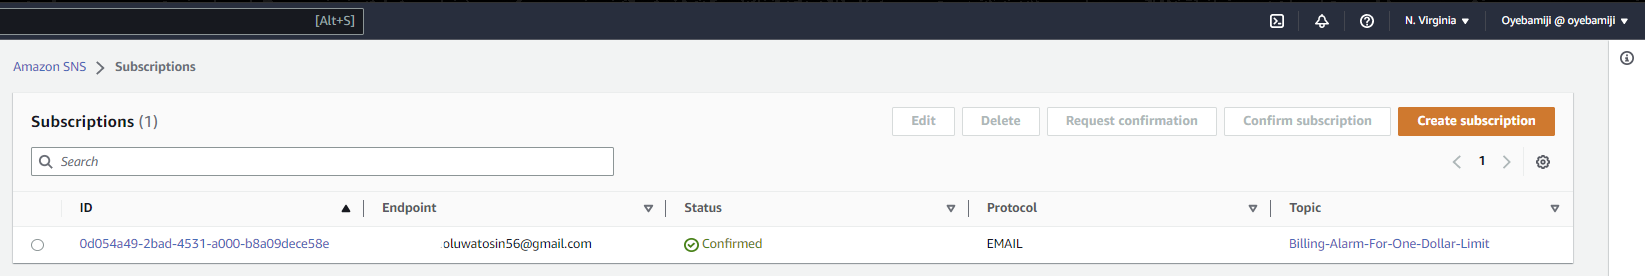 [Alt+S]
N. Virginia
Oyebamiji @ oyebamiji
Amazon SNS
Subscriptions
Subscriptions (1)
Edit
Delete
Request confirmation
Confirm subscription
Create subscription
Search
1
ID
Endpoint
Status
Protocol
Topic
0d054a49-2bad-4531-a000-b8a09dece58e
.oluwatosin56@gmail.com
Confirmed
EMAIL
Billing-Alarm-For-One-Dollar-Limit